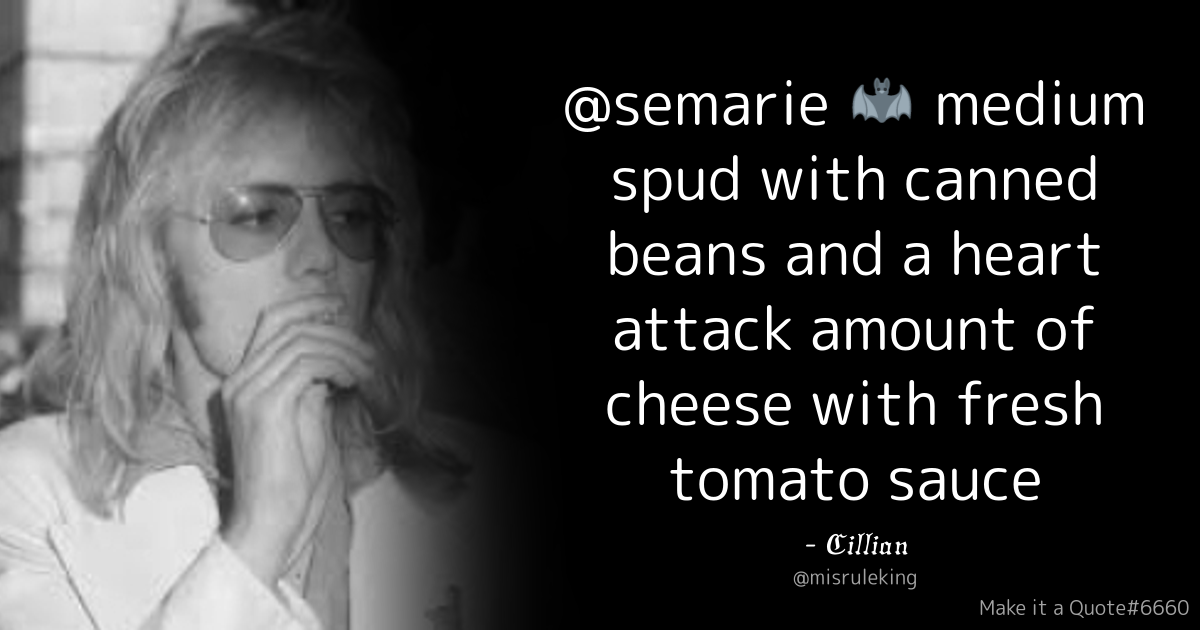 @semarie 🦇 medium
spud with canned
beans and a heart
attack amount of
cheese with fresh
tomato sauce
- 𝕮𝖎𝖑𝖑𝖎𝖆𝖓
@misruleking
Make it a Quote#6660